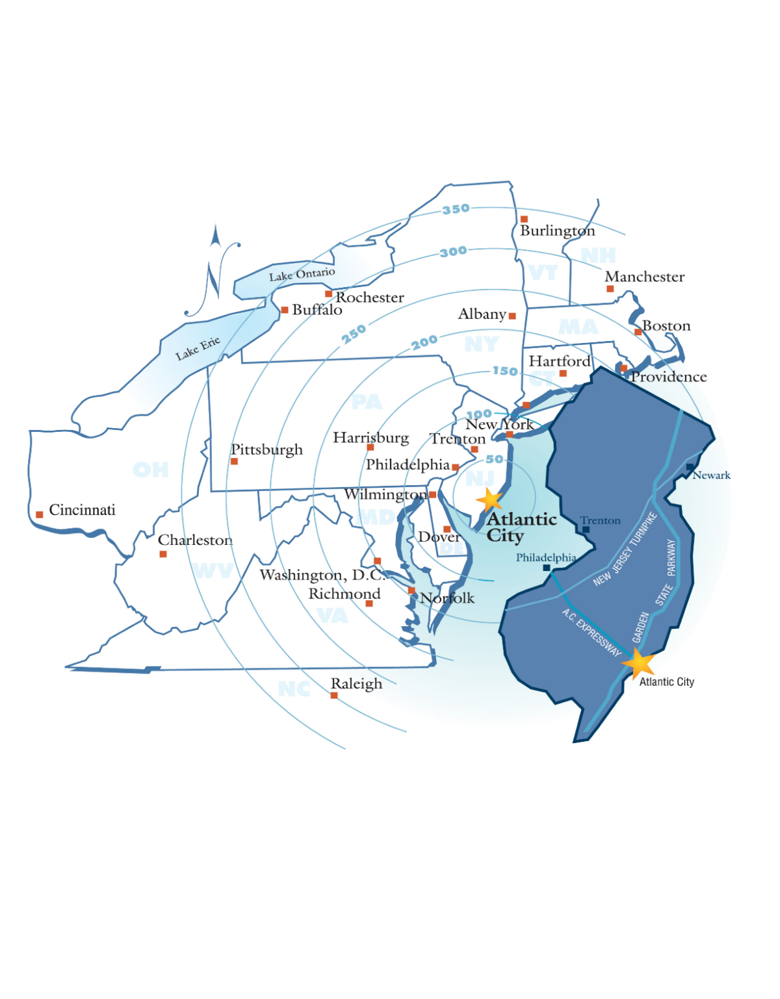 350
Burlington
300
NH
VT
Manchester
Lake Ontario
Rochester
Buffalo
Albany
MA
Boston
250
200
NY
Lake Erie
150
Hartford
CT
Providence
PA
100
New York
Harrisburg
Trenton
Pittsburgh
Philadelphia
50
OH
NJ
Newark
Wilmington
Cincinnati
MD
Atlantic
City
Trenton
Charleston
Dover
DE
Philadelphia
NEW JERSEY TURNPIKE
PARKWAY
STATE
GARDEN
WV
Washington, D.C.
Richmond
Norfolk
VA
A.C. EXPRESSWAY
Atlantic City
NC
Raleigh
N